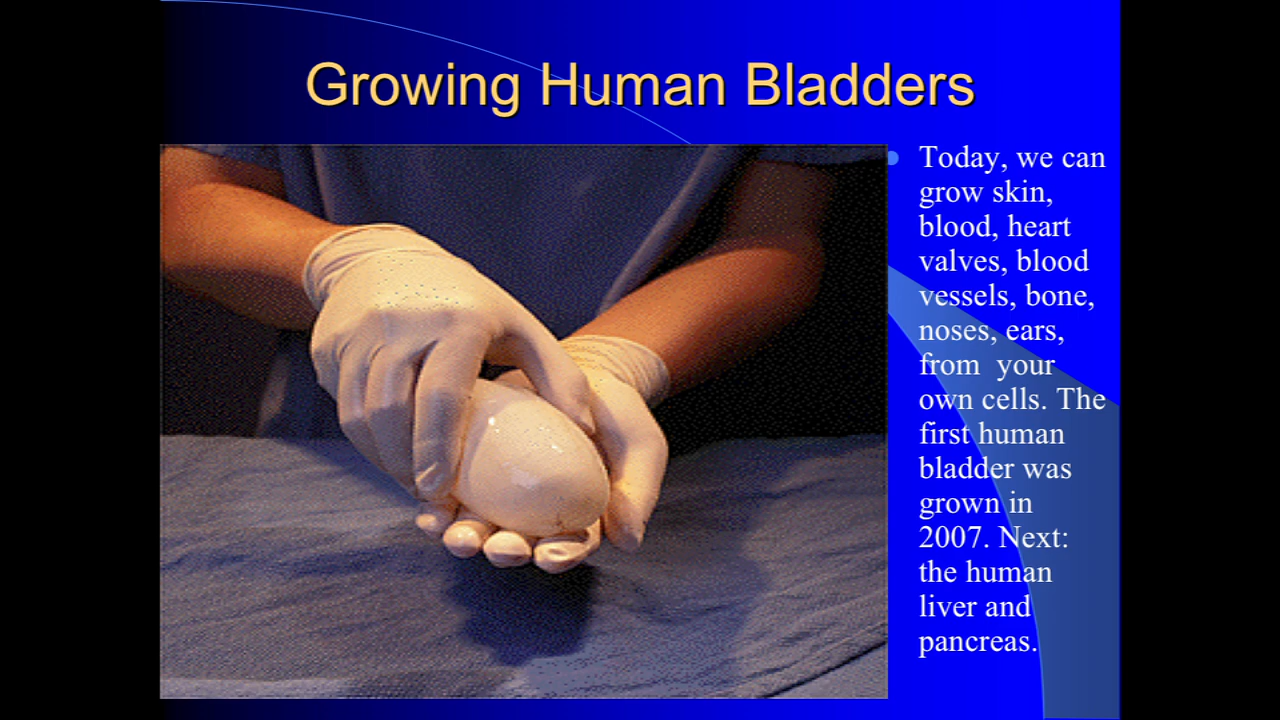 Growing Human Bladders
Today, we can
grow skin,
blood, heart
valves, blood
vessels, bone,
noses, ears,
from  your
own cells. The
first human
bladder was
grown in
2007. Next:
the human
liver and
pancreas.